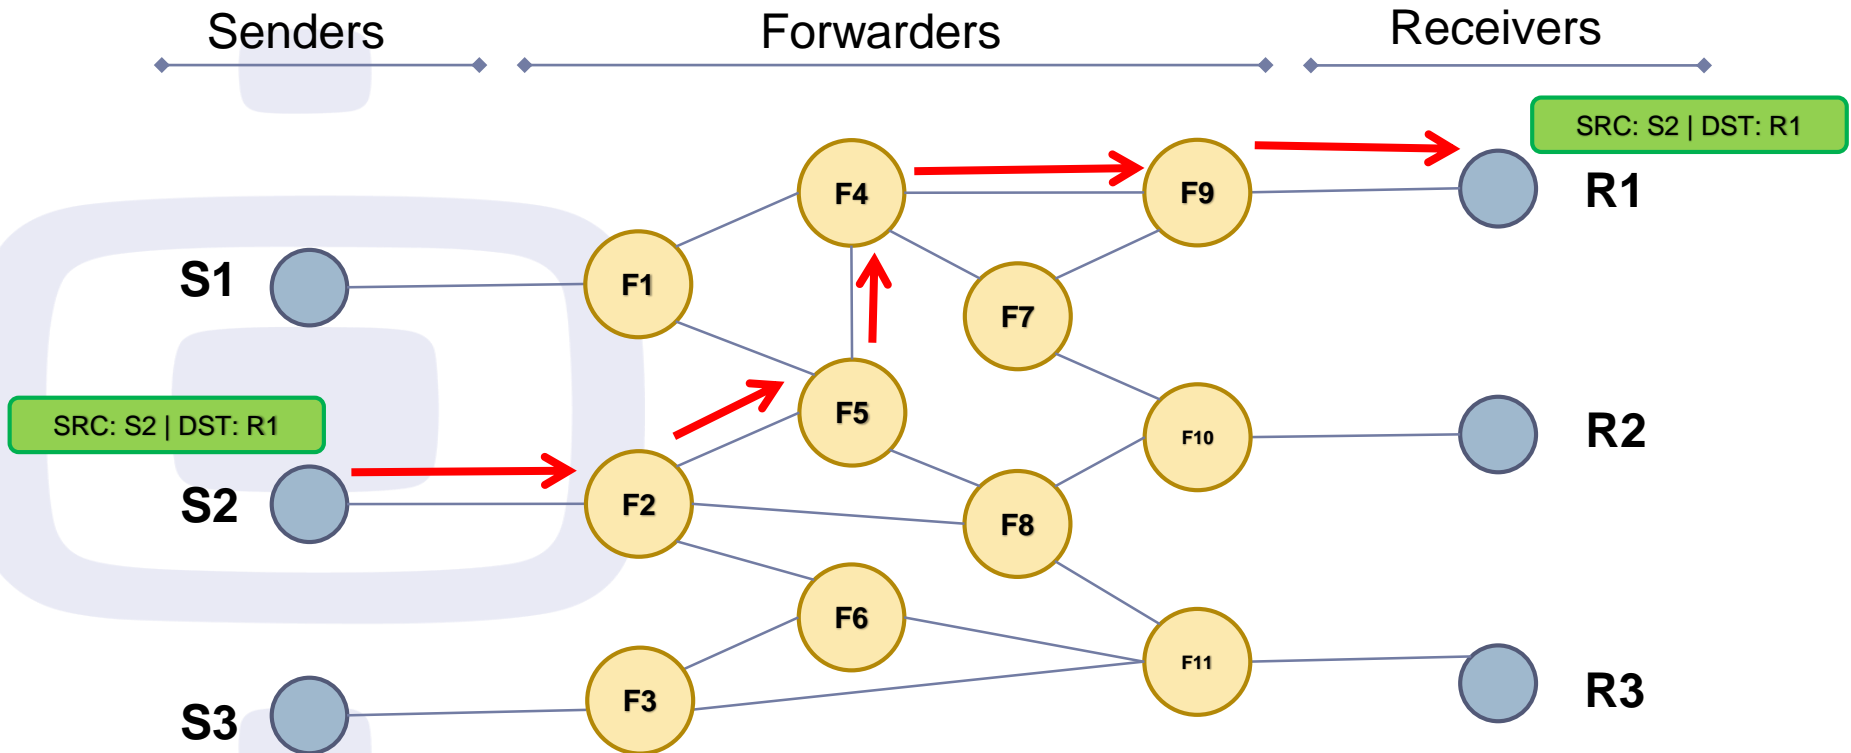 Senders
Forwarders
Receivers
SRC: S2 | DST: R1
F4
F9
R1
S1
F1
F7
SRC: S2 | DST: R1
F5
F10
R2
S2
F2
F8
F6
F11
S3
F3
R3